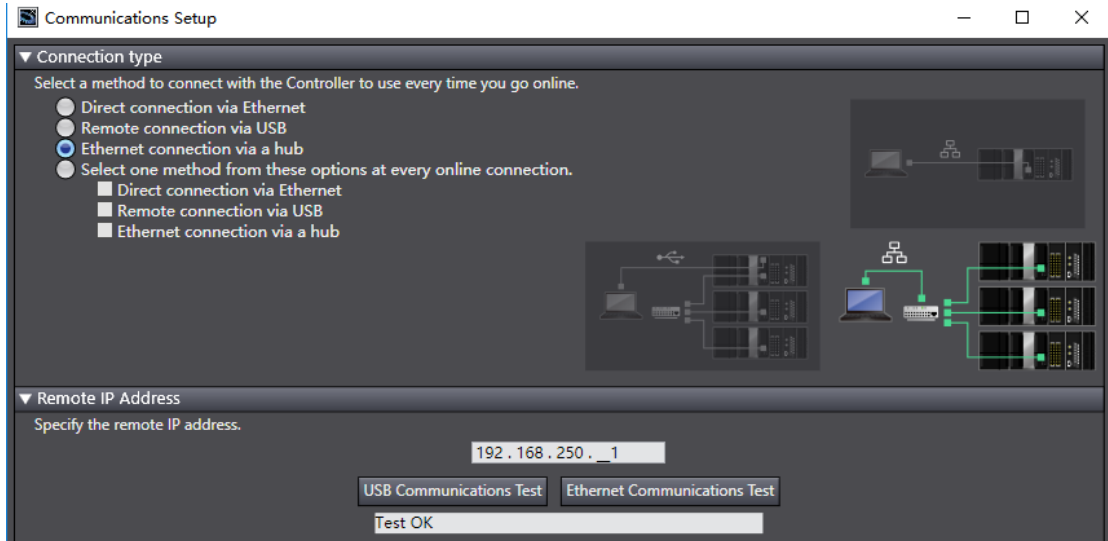 Communications Setup
▼ Connection type
Select a method to connect with the Controller to use every time you go online.
Direct connection via Ethernet
Remote connection via USB
Ethernet connection via a hub
Select one method from these options at every online connection.
Direct connection via Ethernet
Remote connection via USB
Ethernet connection via a hub
▼ Remote IP Address
Specify the remote IP address.
192.168.250.__1
USB Communications Test
Ethernet Communications Test
Test OK